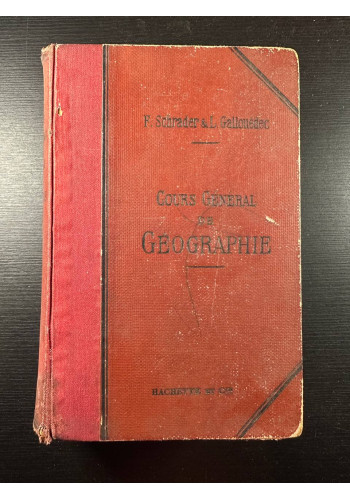 F. Schrader & L. Gallouédec
COURS GÉNÉRAL
DE
GÉOGRAPHIE
HACHETTE ET Cie